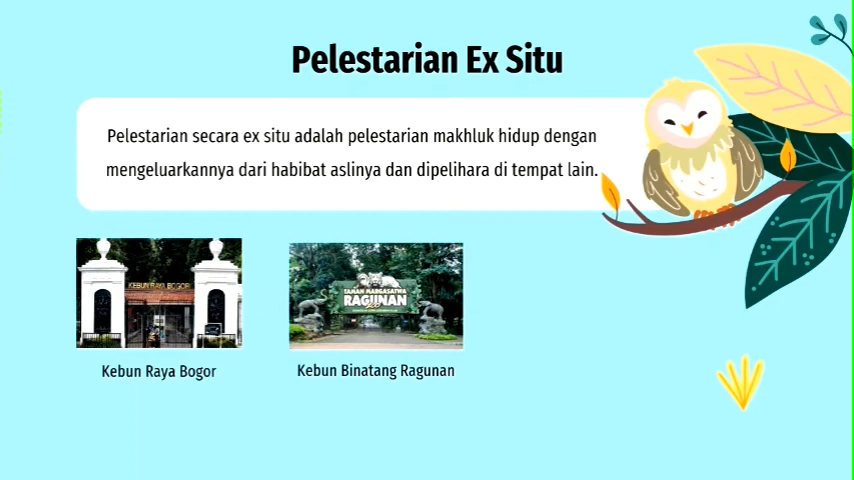 Pelestarian Ex Situ
Pelestarian secara ex situ adalah pelestarian makhluk hidup dengan
mengeluarkannya dari habibat aslinya dan dipelihara di tempat lain.
KEBUN RAYA BOGOR
TAMAN MARGASATWA
RAGUNAN
Kebun Raya Bogor
Kebun Binatang Ragunan